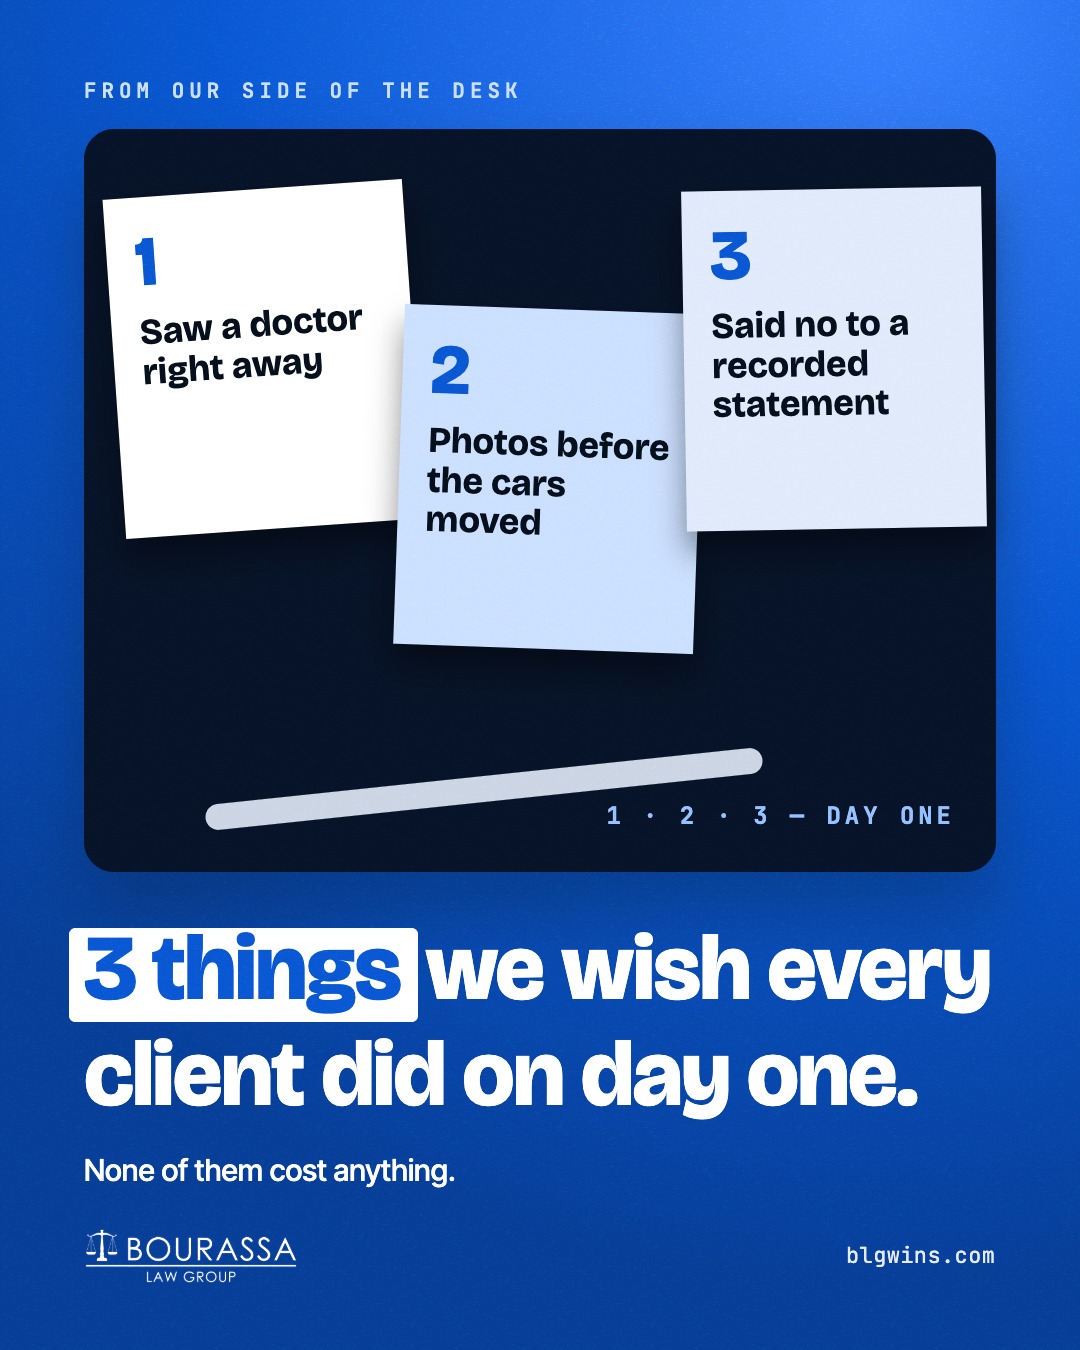 FROM OUR SIDE OF THE DESK
1
Saw a doctor
right away
2
Photos before
the cars
moved
3
Said no to a
recorded
statement
1 · 2 · 3 — DAY ONE
3 things we wish every
client did on day one.
None of them cost anything.
BOURASSA
LAW GROUP
blgwins.com